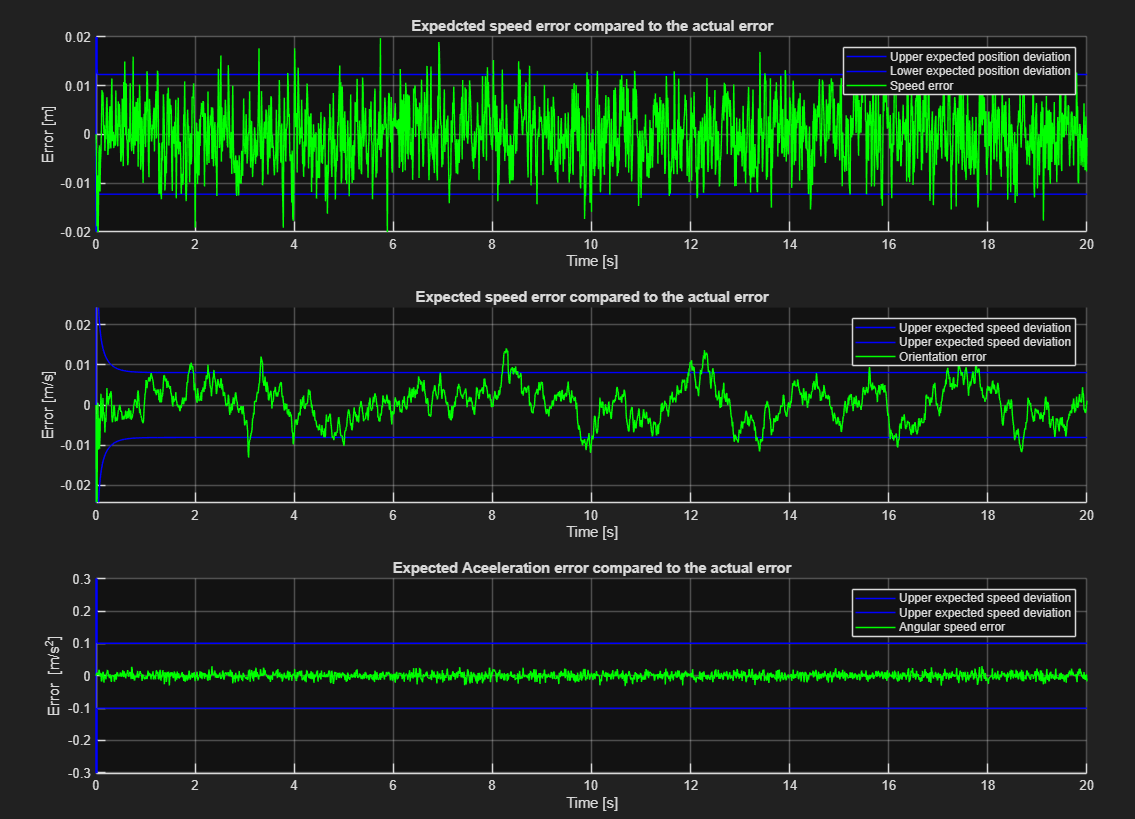 Expedcted speed error compared to the actual error
0.02
0.01
0
-0.01
-0.02
Error [m]
Upper expected position deviation
Lower expected position deviation
Speed error
0 2 4 6 8 10 12 14 16 18 20
Time [s]
Expected speed error compared to the actual error
0.02
0.01
0
-0.01
-0.02
Error [m/s]
Upper expected speed deviation
Upper expected speed deviation
Orientation error
0 2 4 6 8 10 12 14 16 18 20
Time [s]
Expected Aceeleration error compared to the actual error
0.3
0.2
0.1
0
-0.1
-0.2
-0.3
Error [m/s²]
Upper expected speed deviation
Upper expected speed deviation
Angular speed error
0 2 4 6 8 10 12 14 16 18 20
Time [s]